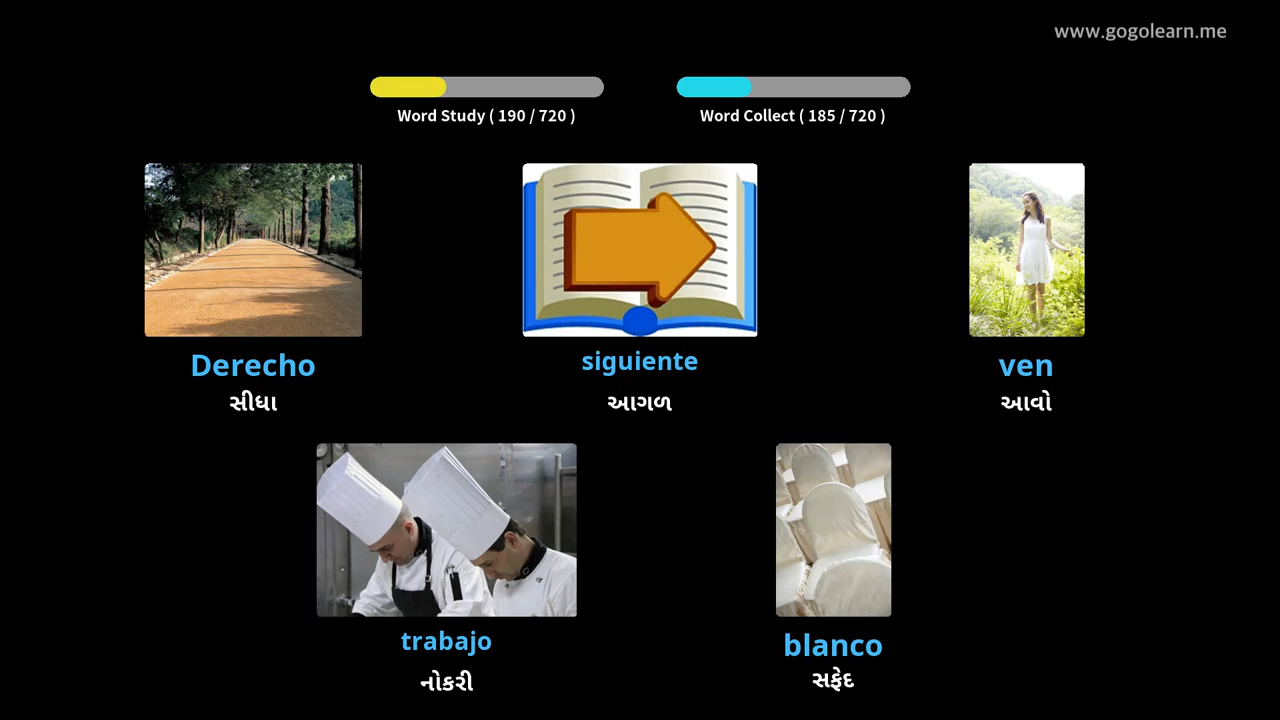 www.gogolearn.me
Word Study ( 190 / 720 )
Word Collect ( 185 / 720 )
Derecho
સીધા
siguiente
આગળ
ven
આવો
trabajo
નોકરી
blanco
સફેદ